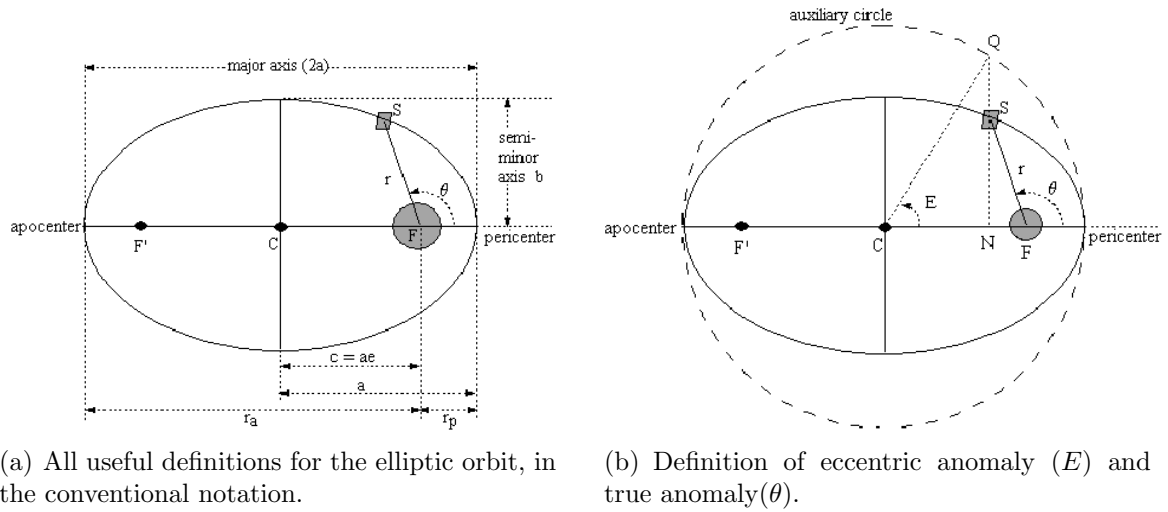 major axis (2a)
S
semi-
minor
axis b
r
θ
apocenter
F'
C
F
pericenter
c = ae
a
r_a
r_p
(a) All useful definitions for the elliptic orbit, in
the conventional notation.
auxiliary circle
Q
S
r
θ
E
apocenter
F'
C
N
F
pericenter
(b) Definition of eccentric anomaly (E) and
true anomaly(θ).